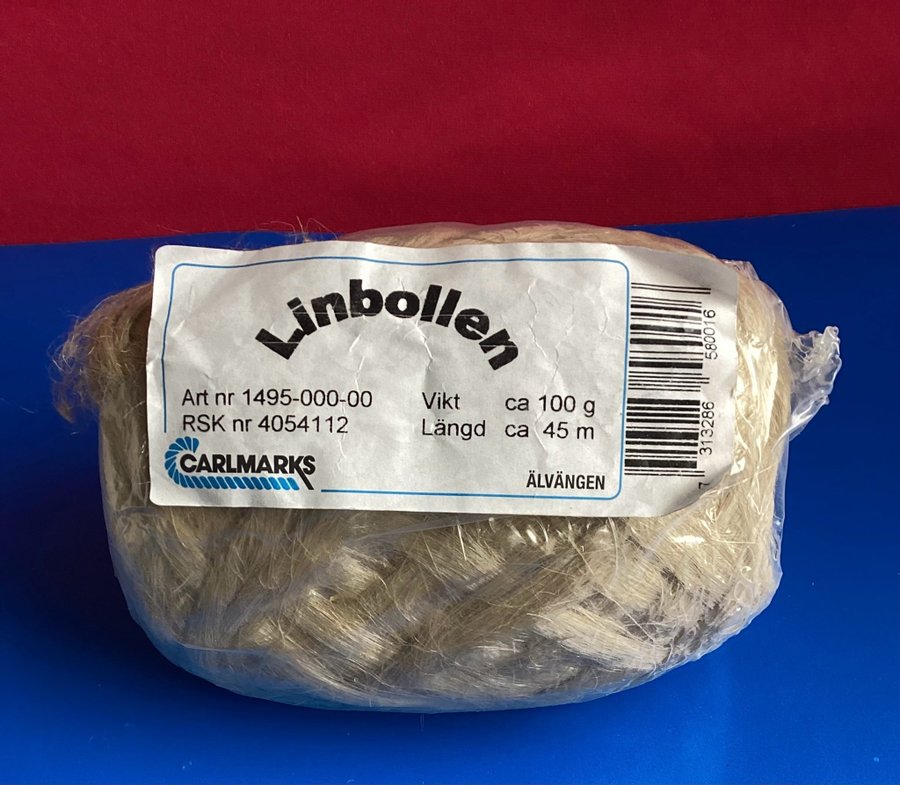 Linbollen
Art nr 1495-000-00
RSK nr 4054112
Vikt ca 100 g
Längd ca 45 m
CARLMARKS
ÄLVÄNGEN
7 313286 580016